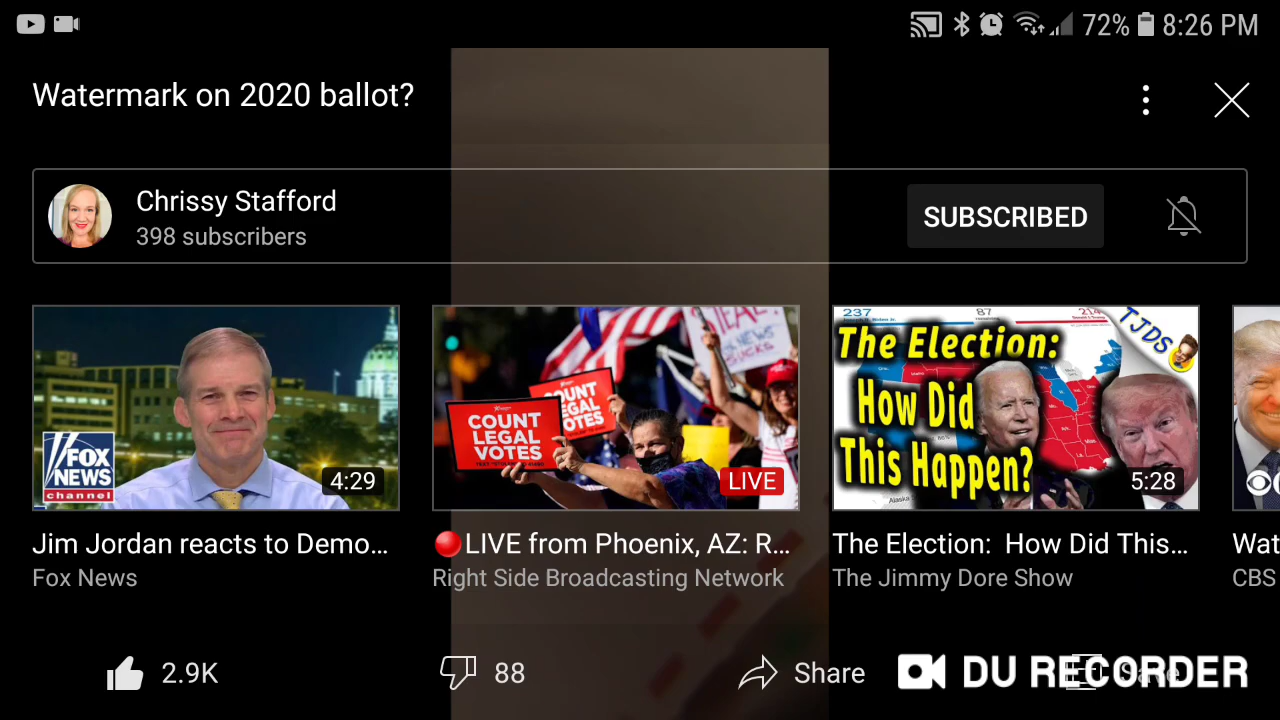 72% 8:26 PM
Watermark on 2020 ballot?
Chrissy Stafford
398 subscribers
SUBSCRIBED
FOX
NEWS
channel
4:29
COUNT
LEGAL
VOTES
LIVE
237
87
214
TJDS
The Election:
How Did
This Happen?
Alaska
5:28
Jim Jordan reacts to Demo...
Fox News
🔴LIVE from Phoenix, AZ: R...
Right Side Broadcasting Network
The Election: How Did This...
The Jimmy Dore Show
Wat
CBS
2.9K
88
Share
Save
DU RECORDER